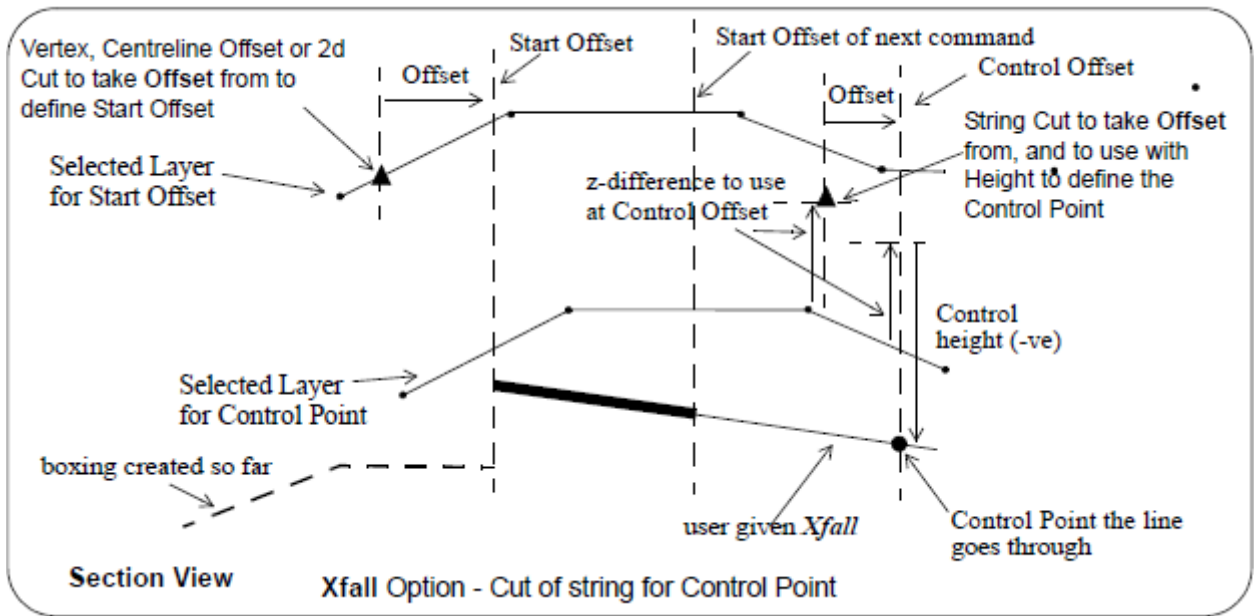 Vertex, Centreline Offset or 2d
Cut to take Offset from to
define Start Offset
Offset
Start Offset
Start Offset of next command
Control Offset
Offset
String Cut to take Offset
from, and to use with
Height to define the
Control Point
Selected Layer
for Start Offset
z-difference to use
at Control Offset
Control
height (-ve)
Selected Layer
for Control Point
boxing created so far
user given Xfall
Control Point the line
goes through
Section View
Xfall Option - Cut of string for Control Point